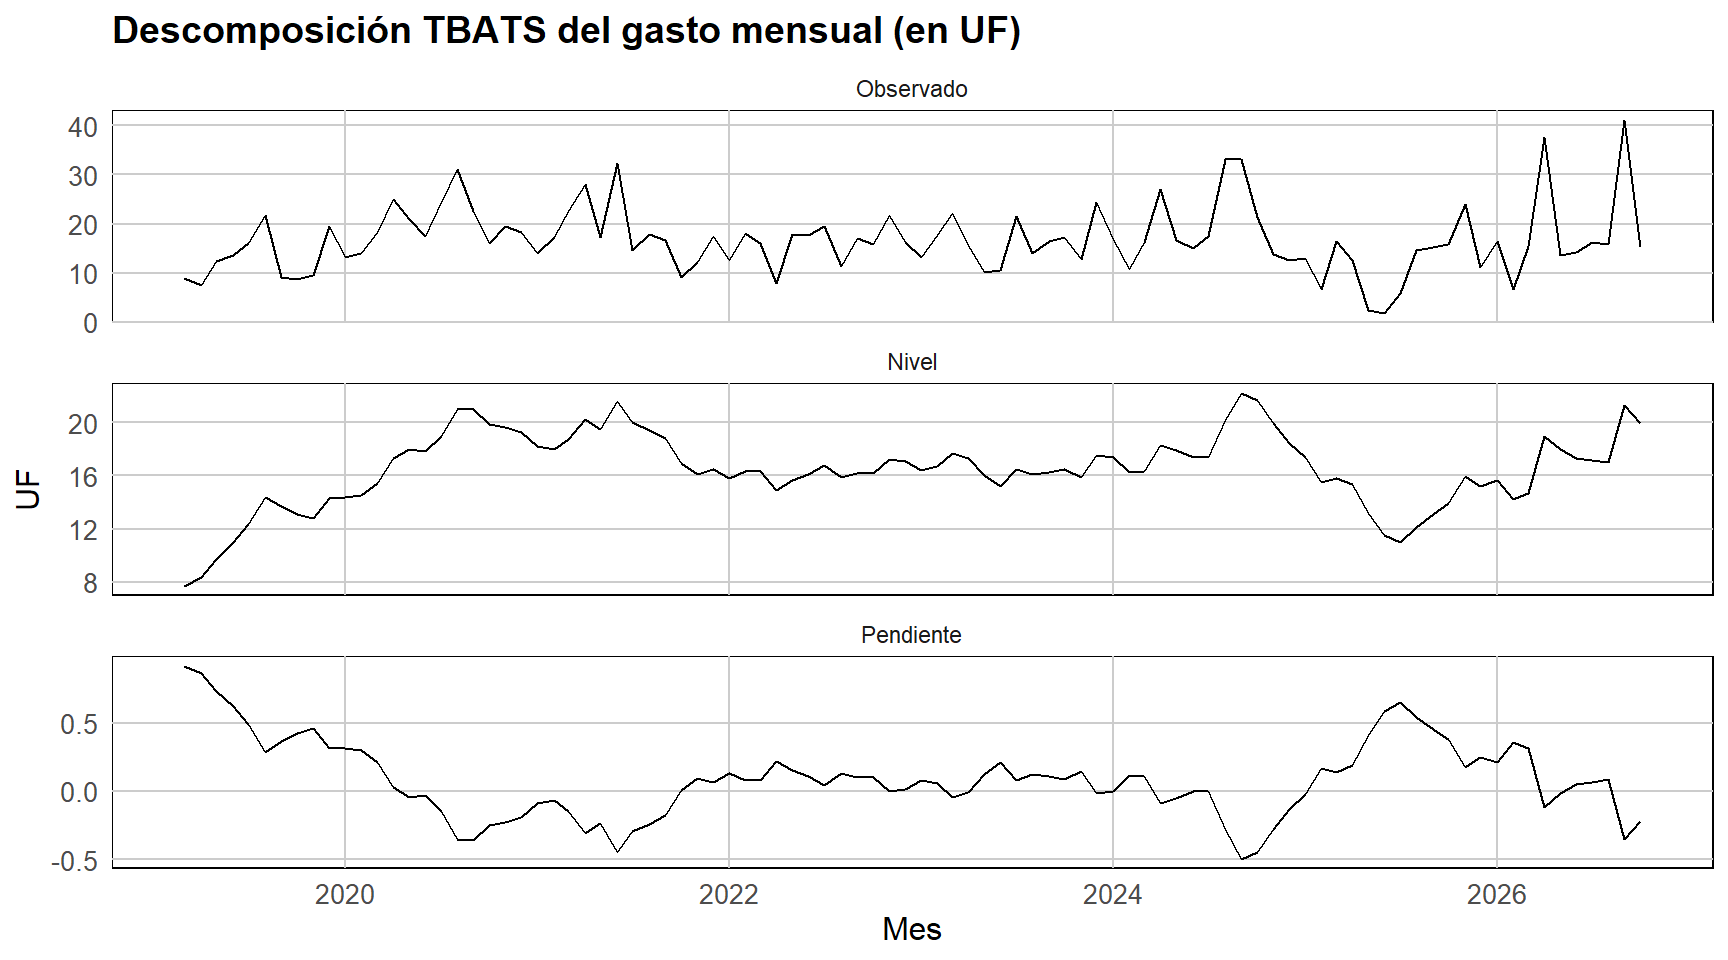 Descomposición TBATS del gasto mensual (en UF)
Observado
40
30
20
10
0
Nivel
20
16
12
8
UF
Pendiente
0.5
0.0
-0.5
2020 2022 2024 2026
Mes